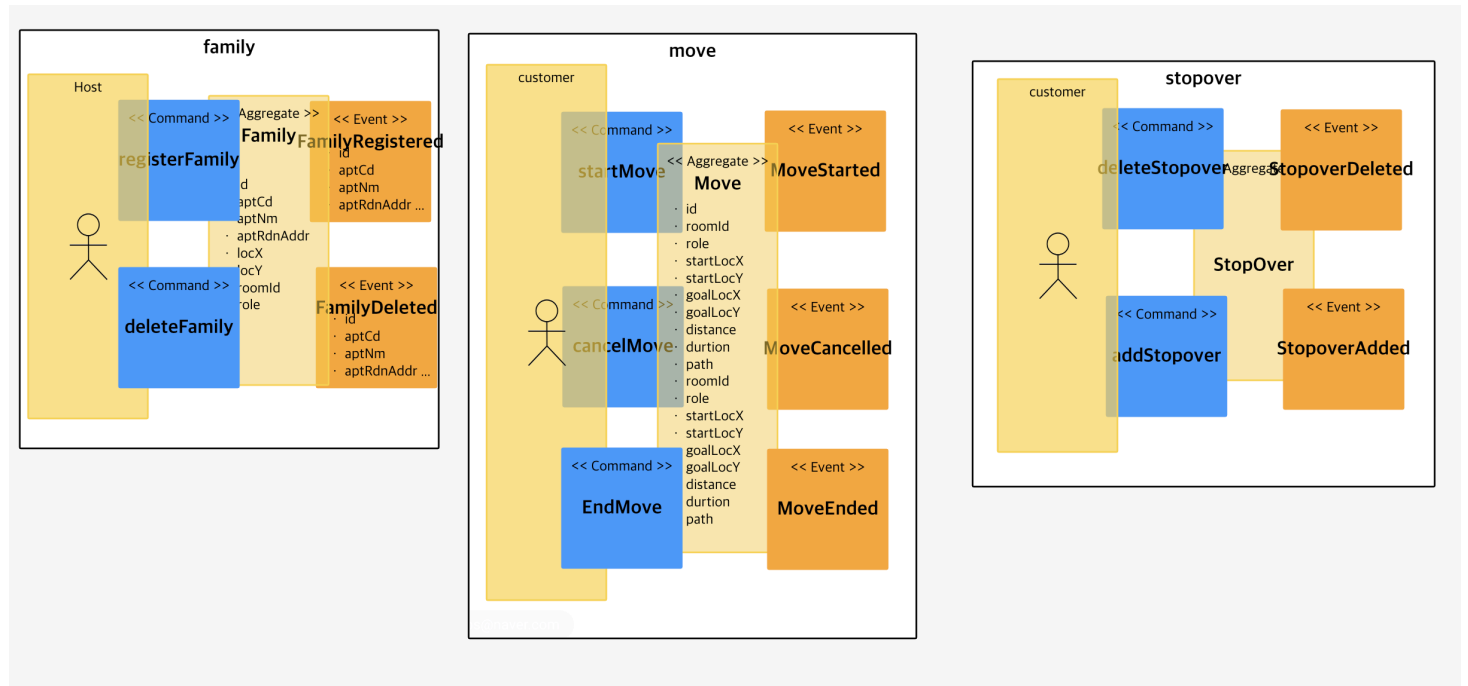 family
Host
<< Command >>
registerFamily
Aggregate >>
Family
id
aptCd
aptNm
· aptRdnAddr
· locX
locY
roomId
role
<< Event >>
FamilyRegistered
id
· aptCd
· aptNm
· aptRdnAddr ...
<< Command >>
deleteFamily
<< Event >>
FamilyDeleted
· id
· aptCd
· aptNm
· aptRdnAddr ...
move
customer
<< Command >>
startMove
<< Aggregate >>
Move
· id
· roomId
· role
· startLocX
· startLocY
· goalLocX
· goalLocY
· distance
· durtion
· path
· roomId
· role
· startLocX
· startLocY
goalLocX
goalLocY
distance
durtion
path
<< Event >>
MoveStarted
<< Command >>
cancelMove
<< Event >>
MoveCancelled
<< Command >>
EndMove
<< Event >>
MoveEnded
stopover
customer
<< Command >>
deleteStopover
Aggregate
StopOver
<< Event >>
StopoverDeleted
<< Command >>
addStopover
<< Event >>
StopoverAdded